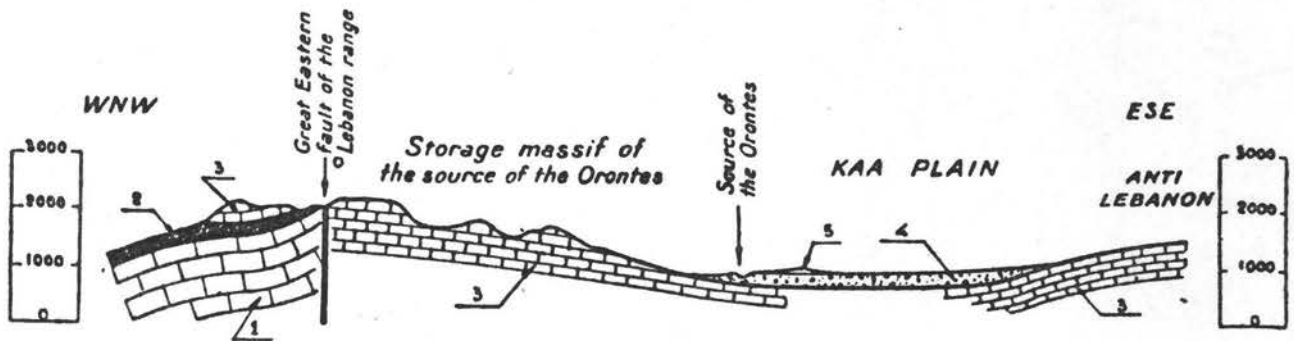 WNW
Great Eastern
fault of the
Lebanon range
Storage massif of
the source of the Orontes
Source of
the Orontes
KAA PLAIN
ESE
ANTI
LEBANON
3000
2000
1000
0
3
2
1
3
5
4
3
3000
2000
1000
0